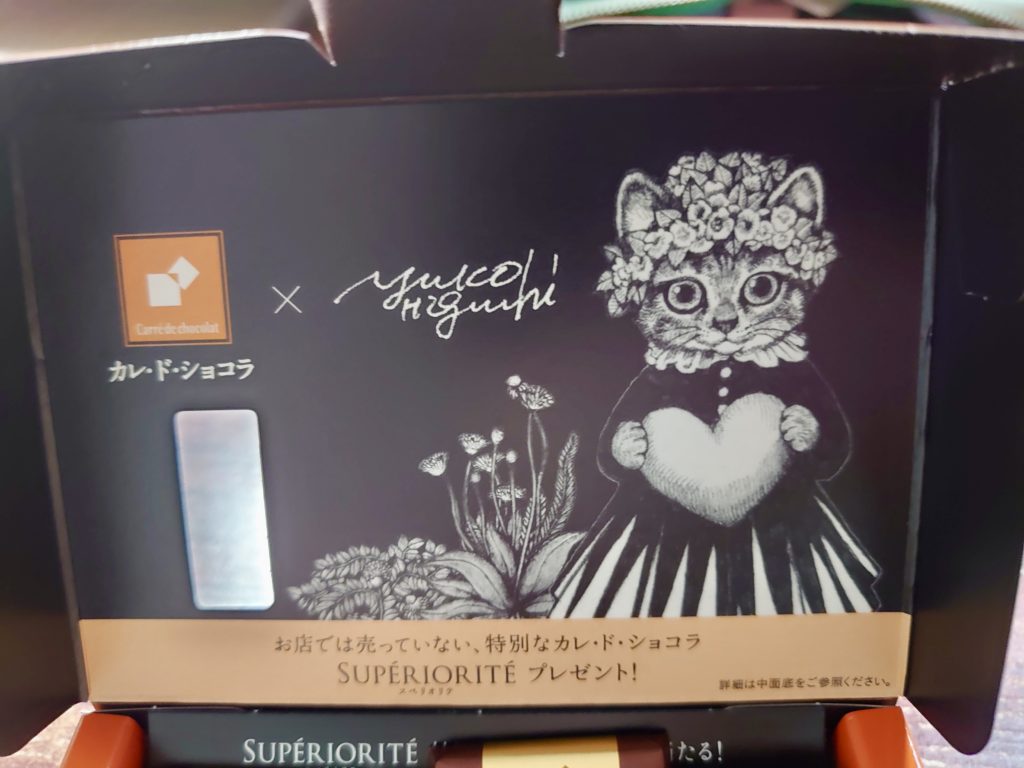 Carré de chocolat
カレ・ド・ショコラ
×
Yuko
Higuchi
お店では売っていない、特別なカレ・ド・ショコラ
SUPÉRIORITÉ プレゼント!
スペリオリテ
詳細は中面底をご参照ください。
SUPÉRIORITÉ
たる!